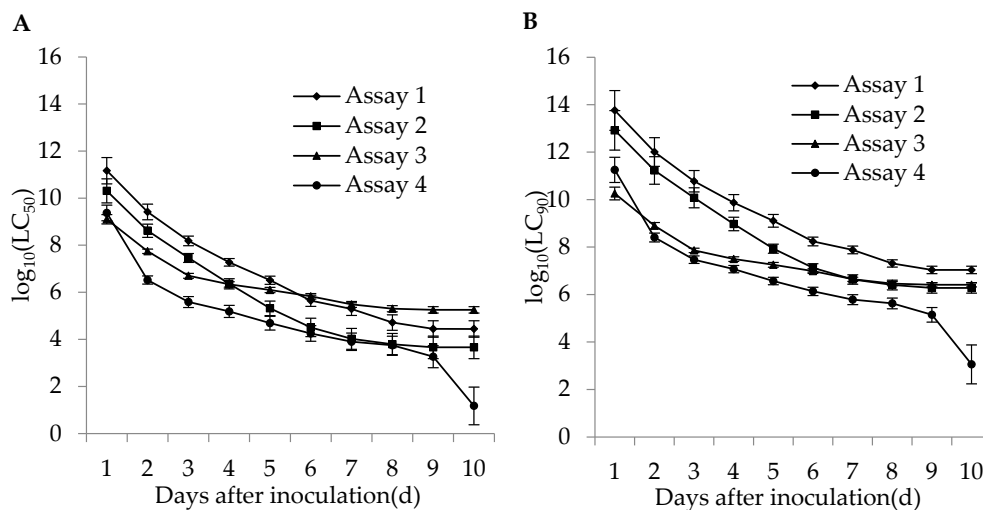 A
16
14
12
10
8
6
4
2
0
log10(LC50)
Assay 1
Assay 2
Assay 3
Assay 4
1 2 3 4 5 6 7 8 9 10
Days after inoculation(d)
B
16
14
12
10
8
6
4
2
0
log10(LC90)
Assay 1
Assay 2
Assay 3
Assay 4
1 2 3 4 5 6 7 8 9 10
Days after inoculation(d)